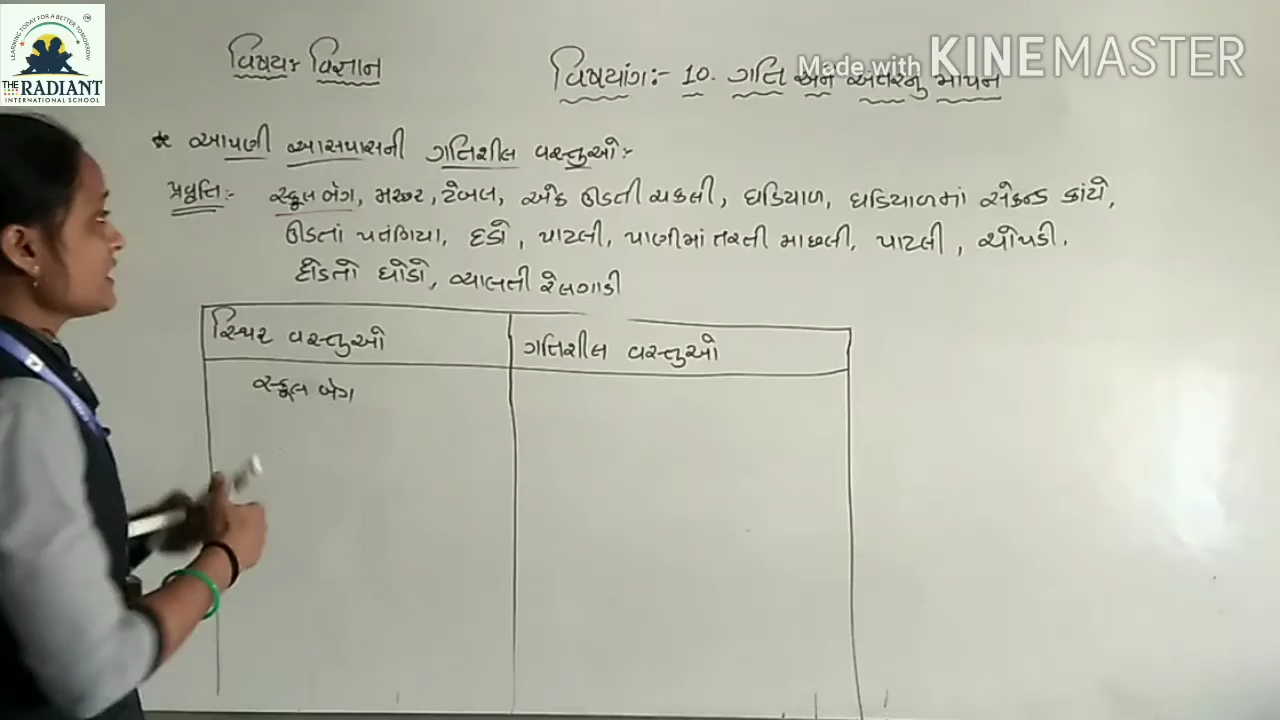 LEARNING TODAY FOR A BETTER TOMORROW
THE RADIANT
INTERNATIONAL SCHOOL
Made with KINEMASTER
વિષય:- વિજ્ઞાન
વિષયાંગ:- 10. ગતિ અને અંતરનું માપન
* આપણી આસપાસની ગતિશીલ વસ્તુઓ:-
પ્રવૃત્તિ:- સ્કૂલ બેગ, મચ્છર, ટેબલ, એક ઊડતી ચકલી, ઘડિયાળ, ઘડિયાળમાં સેકન્ડ કાંટો,
ઊડતાં પતંગિયા, દડો, પાટલી, પાણીમાં તરતી માછલી, પાટલી, ચોપડી.
દોડતો ઘોડો, ચાલતી રેલગાડી
સ્થિર વસ્તુઓ
ગતિશીલ વસ્તુઓ
સ્કૂલ બેગ